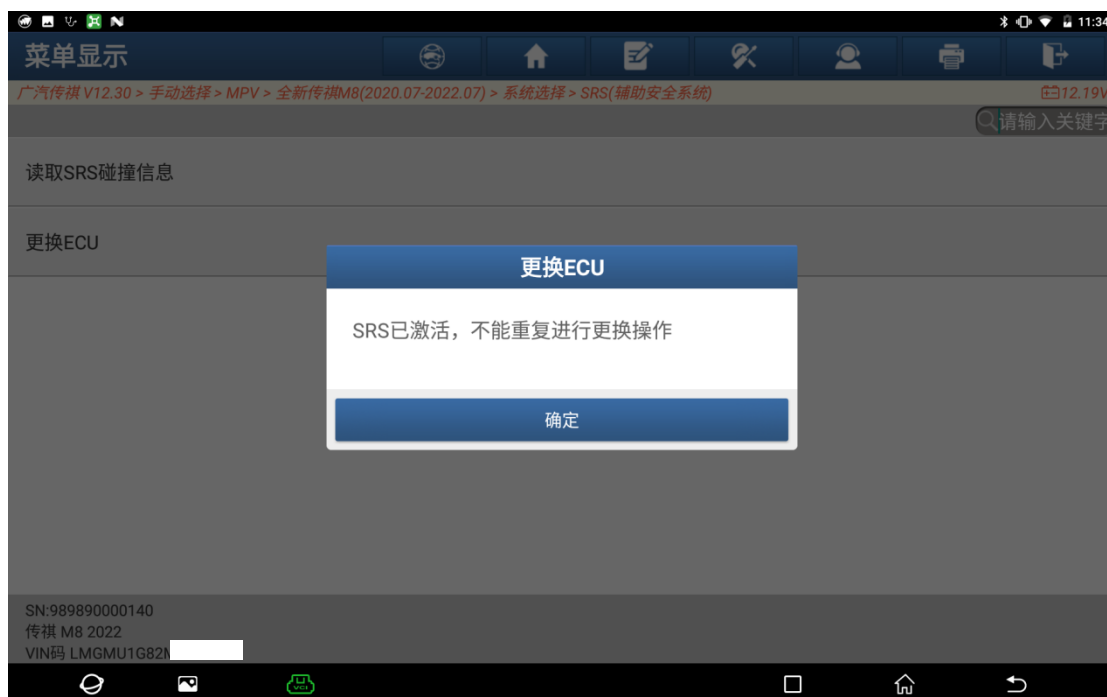 11:34
菜单显示
广汽传祺 V12.30 > 手动选择 > MPV > 全新传祺M8(2020.07-2022.07) > 系统选择 > SRS(辅助安全系统)
12.19V
请输入关键字
读取SRS碰撞信息
更换ECU
更换ECU
SRS已激活，不能重复进行更换操作
确定
SN:989890000140
传祺 M8 2022
VIN码 LMGMU1G82
VCI